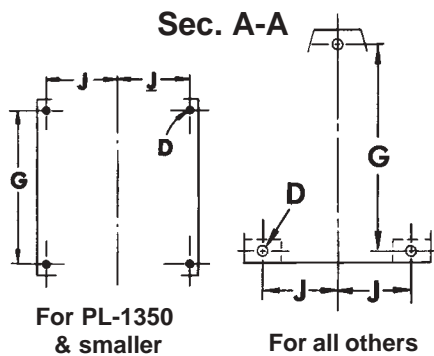 Sec. A-A
J J
G
D
G
D
J J
For PL-1350
& smaller
For all others